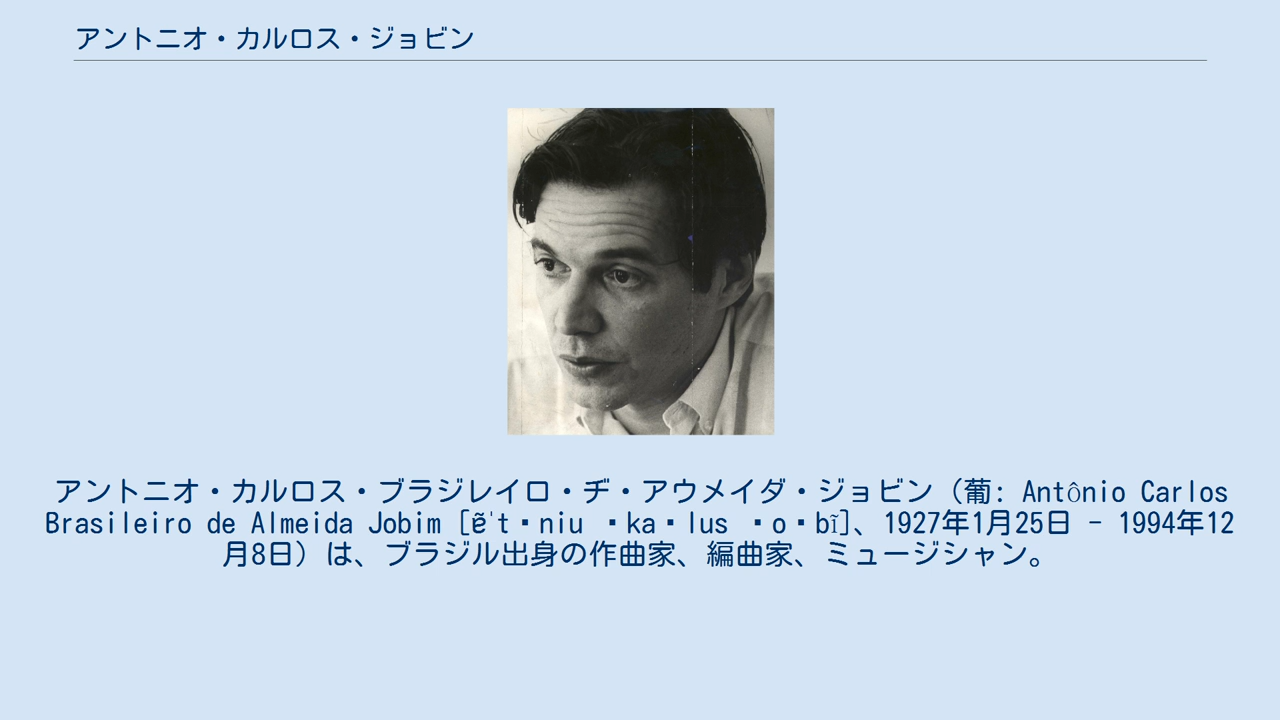 アントニオ・カルロス・ジョビン
アントニオ・カルロス・ブラジレイロ・ヂ・アウメイダ・ジョビン（葡: Antônio Carlos
Brasileiro de Almeida Jobim [ɐ̃ˈt▪niu ▪ka▪lus ▪o▪bĩ]、1927年1月25日 - 1994年12
月8日）は、ブラジル出身の作曲家、編曲家、ミュージシャン。